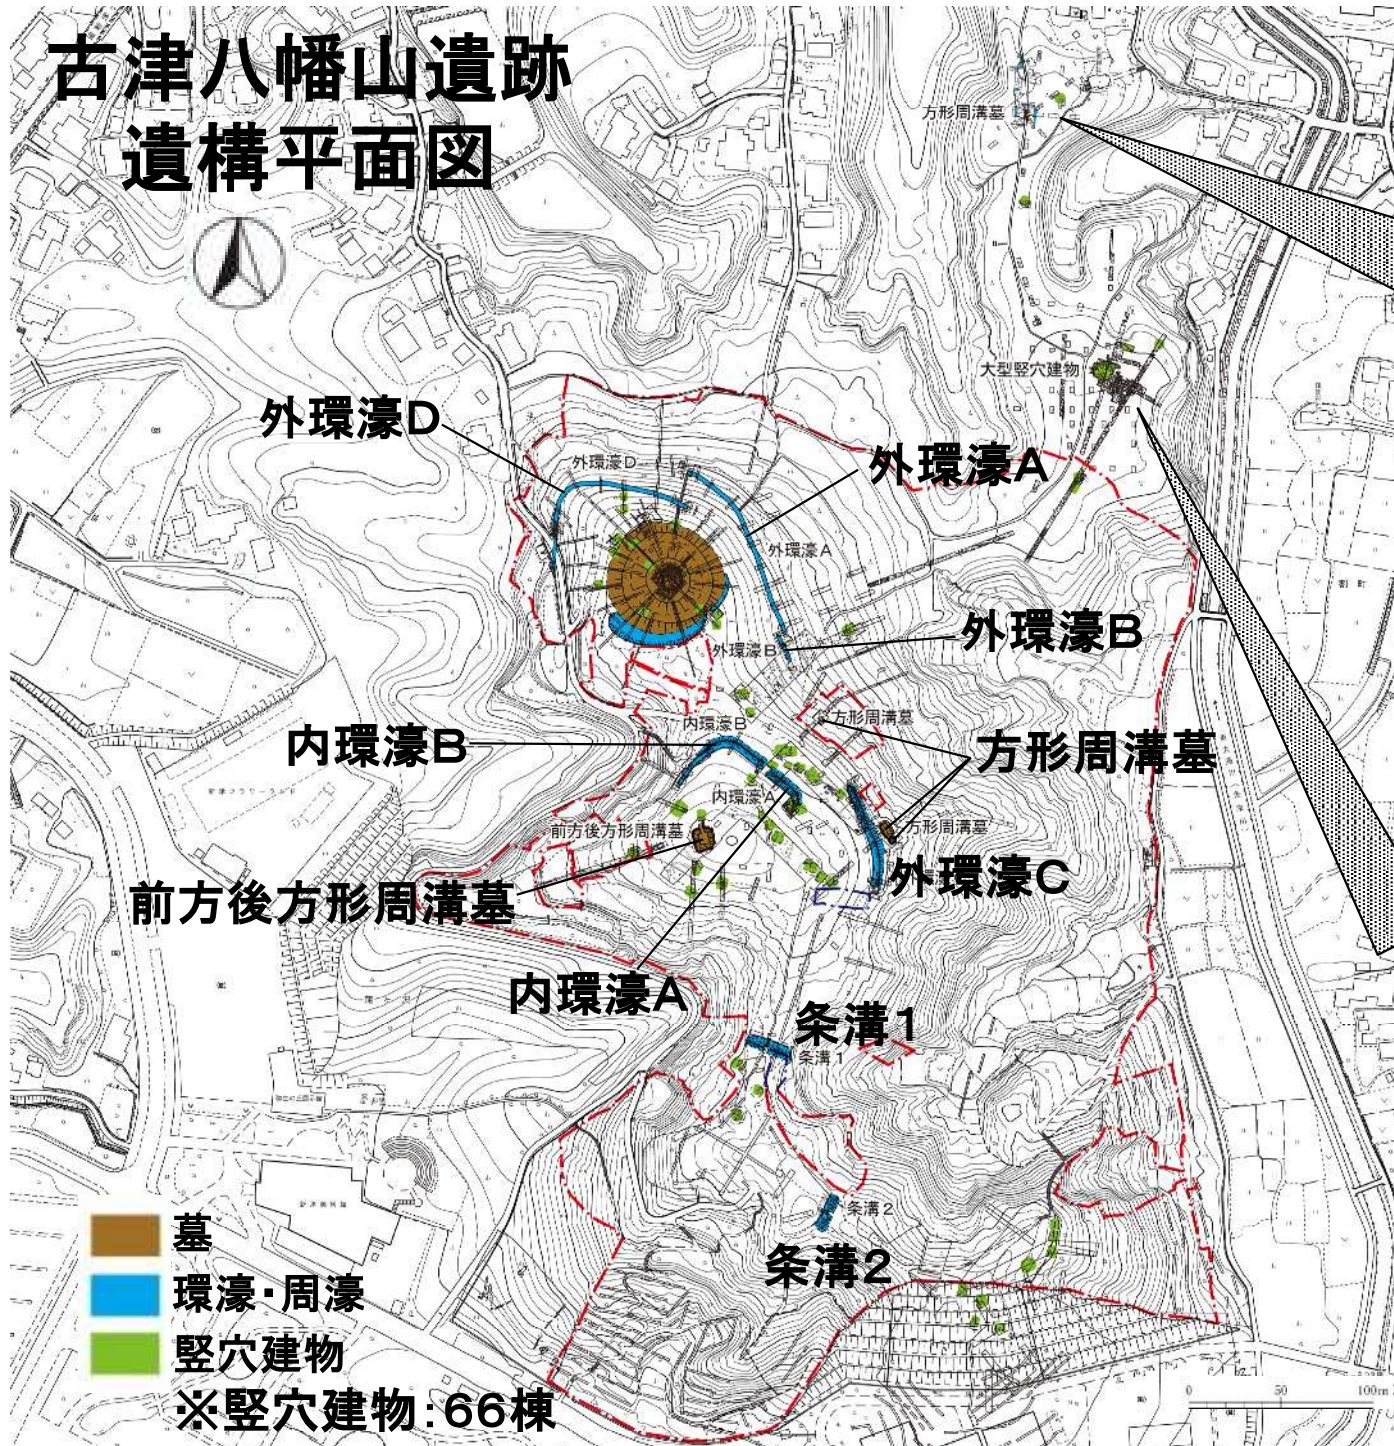 古津八幡山遺跡
遺構平面図
方形周溝墓
大型竪穴建物
外環濠D
外環濠D
外環濠A
外環濠A
外環濠B
外環濠B
内環濠B
内環濠B
方形周溝墓
方形周溝墓
内環濠A
前方後方形周溝墓
方形周溝墓
外環濠C
前方後方形周溝墓
内環濠A
条溝1
条溝1
条溝2
条溝2
墓
環濠・周濠
竪穴建物
※竪穴建物:66棟
0 50 100m